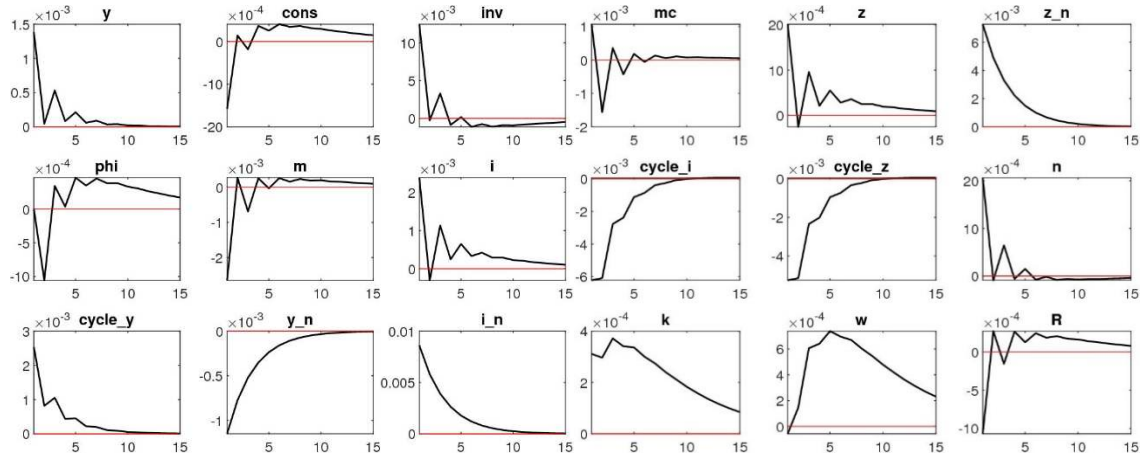 y cons inv mc z z_n
×10⁻³ ×10⁻⁴ ×10⁻³ ×10⁻³ ×10⁻⁴ ×10⁻³
1.5 1 0.5 0
0 -10 -20
10 5 0
1 0 -1 -2
20 10 0
6 4 2 0
5 10 15 5 10 15 5 10 15 5 10 15 5 10 15 5 10 15
phi m i cycle_i cycle_z n
×10⁻⁴ ×10⁻³ ×10⁻³ ×10⁻³ ×10⁻³ ×10⁻⁴
0 -5 -10
0 -1 -2
2 1 0
0 -2 -4 -6
0 -2 -4
20 10 0
5 10 15 5 10 15 5 10 15 5 10 15 5 10 15 5 10 15
cycle_y y_n i_n k w R
×10⁻³ ×10⁻³ ×10⁻⁴ ×10⁻⁴ ×10⁻⁴
3 2 1 0
0 -0.5 -1
0.01 0.005 0
4 2 0
6 4 2 0
0 -5 -10
5 10 15 5 10 15 5 10 15 5 10 15 5 10 15 5 10 15